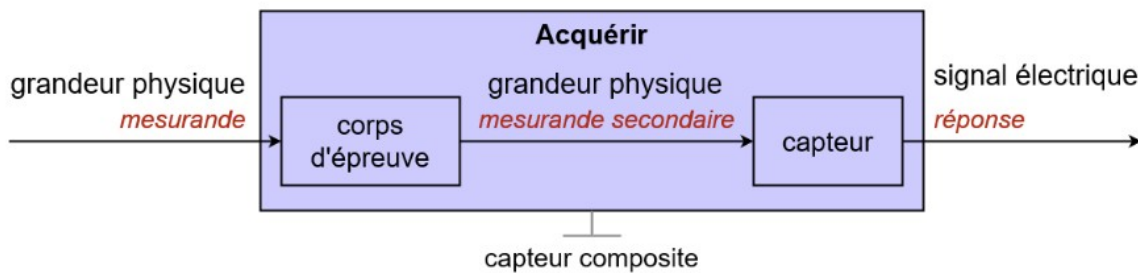 Acquérir
grandeur physique
mesurande
corps
d'épreuve
grandeur physique
mesurande secondaire
capteur
signal électrique
réponse
capteur composite